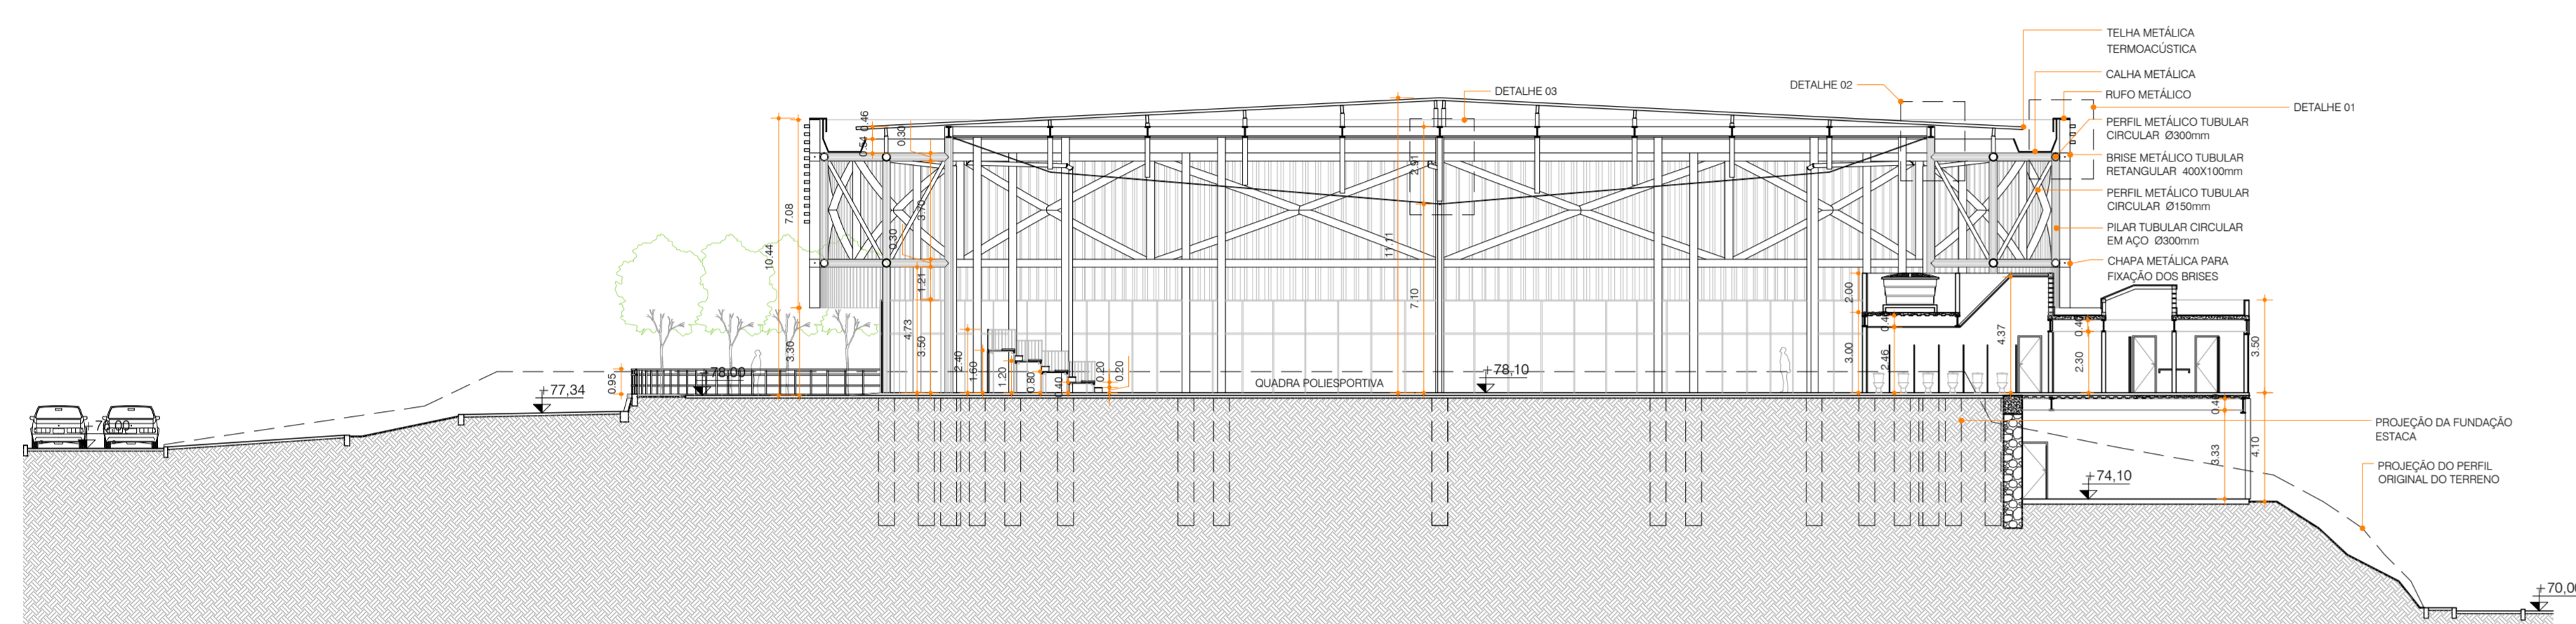 TELHA METÁLICA
TERMOACÚSTICA
CALHA METÁLICA
RUFO METÁLICO
DETALHE 01
DETALHE 02
DETALHE 03
PERFIL METÁLICO TUBULAR
CIRCULAR Ø300mm
BRISE METÁLICO TUBULAR
RETANGULAR 400X100mm
PERFIL METÁLICO TUBULAR
CIRCULAR Ø150mm
PILAR TUBULAR CIRCULAR
EM AÇO Ø300mm
CHAPA METÁLICA PARA
FIXAÇÃO DOS BRISES
0.46
0.54
0.30
7.08
10.44
3.70
0.30
1.21
4.73
3.50
2.40
1.60
1.20
0.80
0.40
0.20
0.20
2.91
11.11
7.10
2.00
3.00
2.46
4.37
2.30
3.50
0.95
+77,34
+78,00
QUADRA POLIESPORTIVA
+78,10
3.33
4.10
+74,10
PROJEÇÃO DA FUNDAÇÃO
ESTACA
PROJEÇÃO DO PERFIL
ORIGINAL DO TERRENO